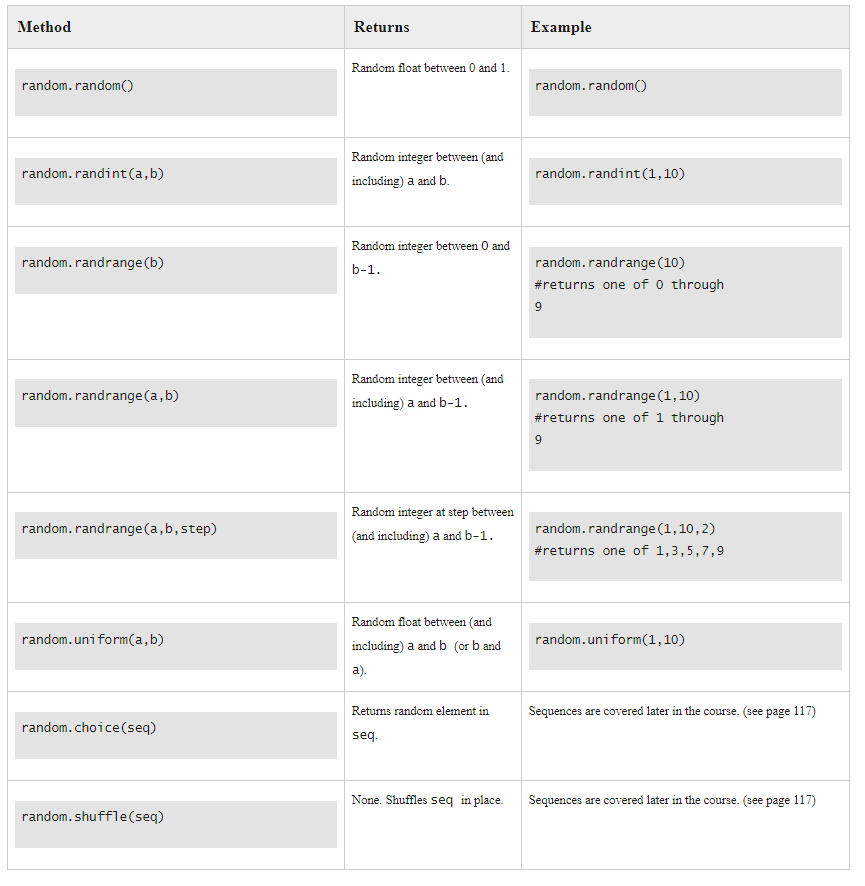 Method Returns Example
random.random() Random float between 0 and 1. random.random()
random.randint(a,b) Random integer between (and
including) a and b. random.randint(1,10)
random.randrange(b) Random integer between 0 and
b-1. random.randrange(10)
#returns one of 0 through
9
random.randrange(a,b) Random integer between (and
including) a and b-1. random.randrange(1,10)
#returns one of 1 through
9
random.randrange(a,b,step) Random integer at step between
(and including) a and b-1. random.randrange(1,10,2)
#returns one of 1,3,5,7,9
random.uniform(a,b) Random float between (and
including) a and b (or b and
a). random.uniform(1,10)
random.choice(seq) Returns random element in
seq. Sequences are covered later in the course. (see page 117)
random.shuffle(seq) None. Shuffles seq in place. Sequences are covered later in the course. (see page 117)